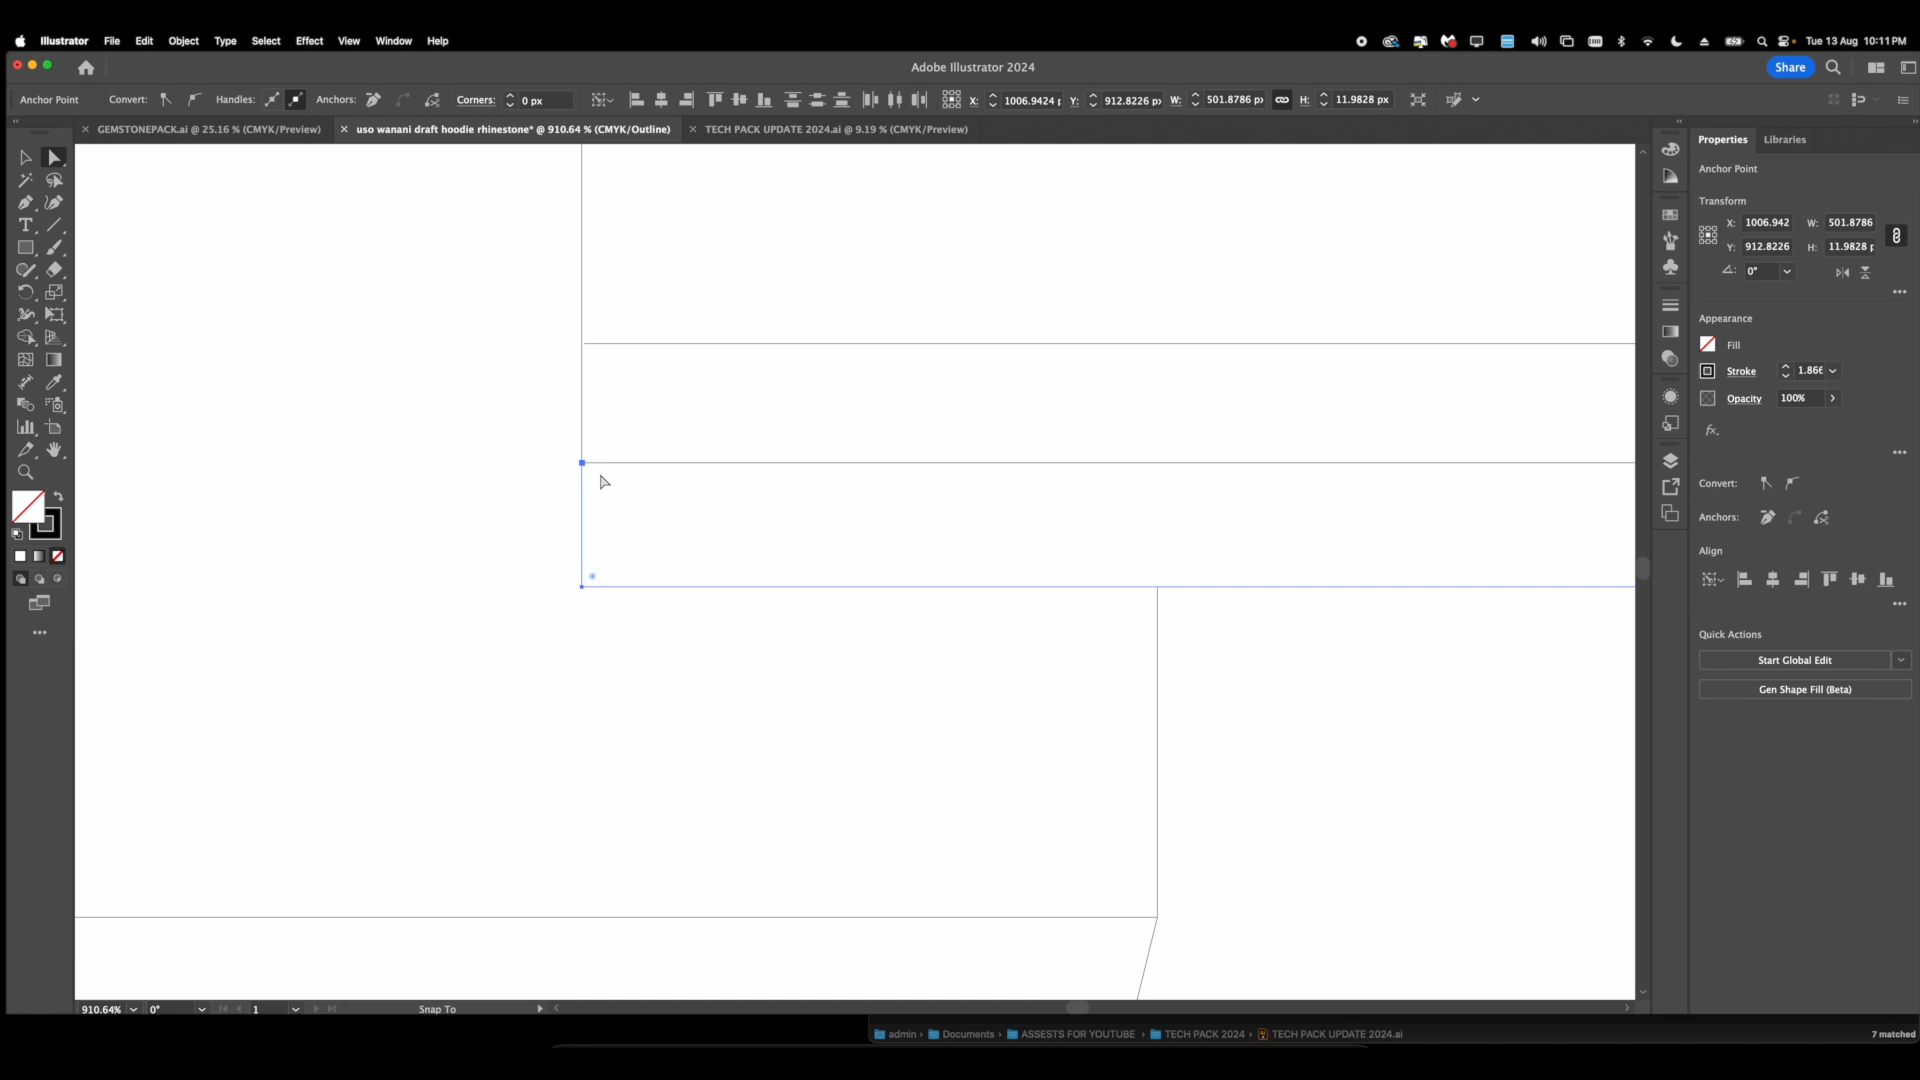 Illustrator File Edit Object Type Select Effect View Window Help
Tue 13 Aug 10:11 PM
Adobe Illustrator 2024
Share
Anchor Point Convert: Handles: Anchors: Corners: 0 px X: 1006.9424 Y: 912.8226 px W: 501.8786 px H: 11.9828 px
GEMSTONEPACK.ai @ 25.16 % (CMYK/Preview) uso wanani draft hoodie rhinestone* @ 910.64 % (CMYK/Outline) TECH PACK UPDATE 2024.ai @ 9.19 % (CMYK/Preview)
Properties Libraries
Anchor Point
Transform
X: 1006.942 W: 501.8786
Y: 912.8226 H: 11.9828
0°
Appearance
Fill
Stroke 1.866
Opacity 100%
fx.
Convert:
Anchors:
Align
Quick Actions
Start Global Edit
Gen Shape Fill (Beta)
910.64% 0° 1 Snap To
admin › Documents › ASSESTS FOR YOUTUBE › TECH PACK 2024 › TECH PACK UPDATE 2024.ai
7 matched